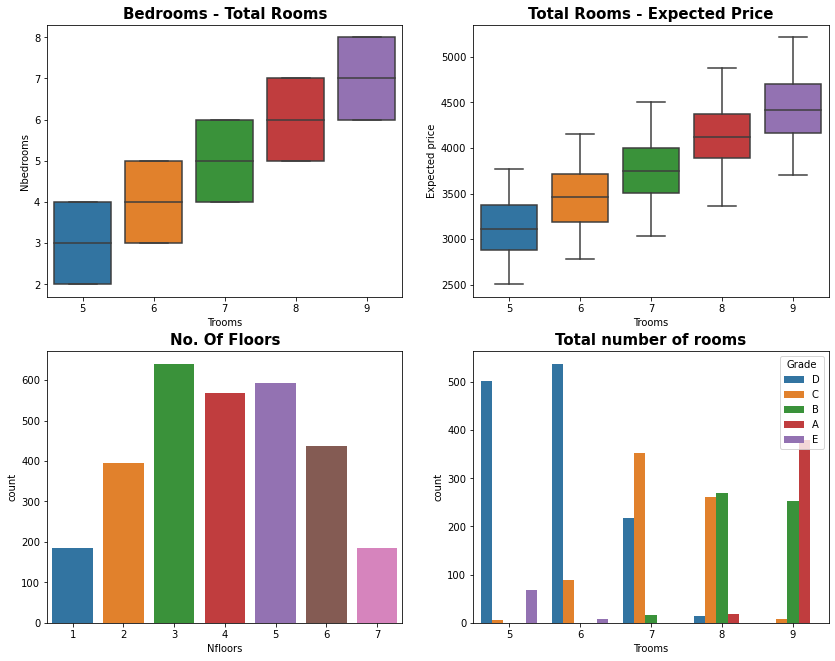 Bedrooms - Total Rooms
Nbedrooms
8
7
6
5
4
3
2
5 6 7 8 9
Trooms
Total Rooms - Expected Price
Expected price
5000
4500
4000
3500
3000
2500
5 6 7 8 9
Trooms
No. Of Floors
count
600
500
400
300
200
100
0
1 2 3 4 5 6 7
Nfloors
Total number of rooms
count
500
400
300
200
100
0
Grade
D
C
B
A
E
5 6 7 8 9
Trooms